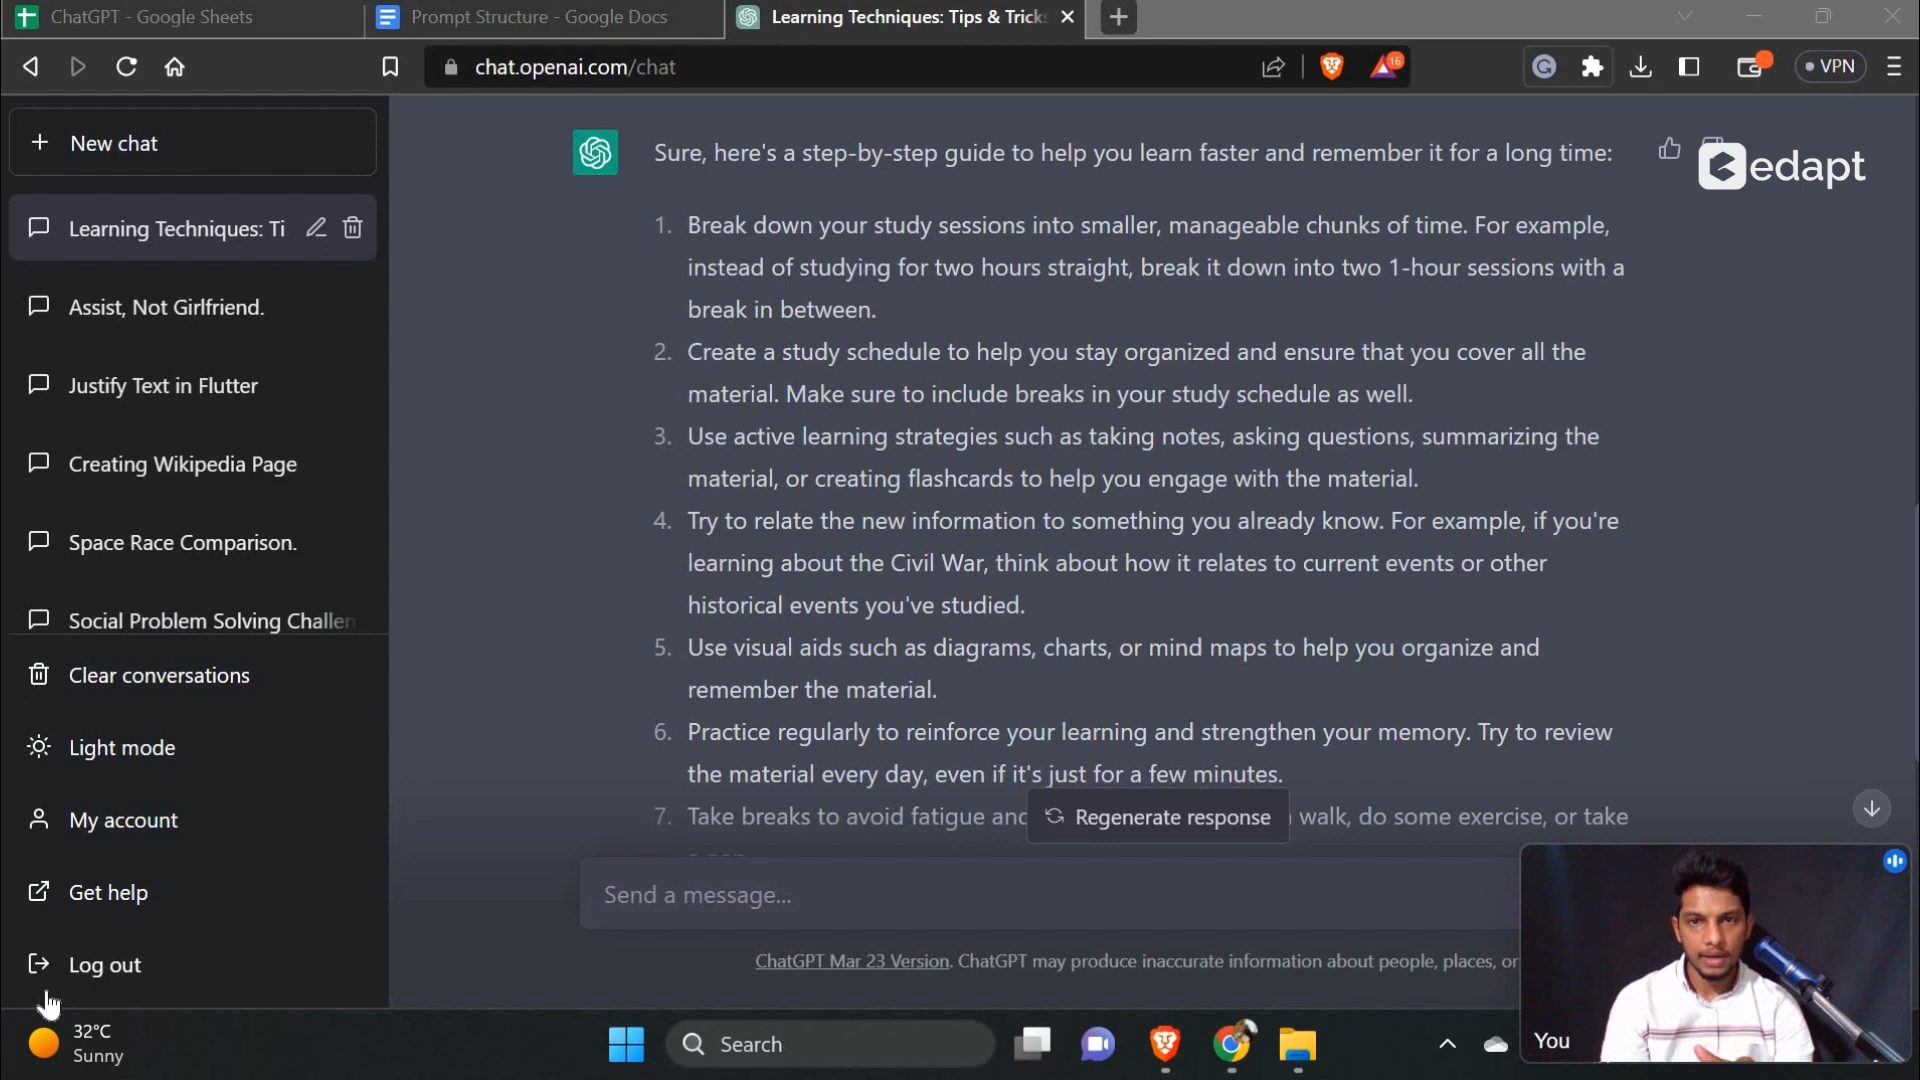 ChatGPT - Google Sheets
Prompt Structure - Google Docs
Learning Techniques: Tips & Trick
chat.openai.com/chat
16
VPN
New chat
Learning Techniques: Ti
Assist, Not Girlfriend.
Justify Text in Flutter
Creating Wikipedia Page
Space Race Comparison.
Social Problem Solving Challen
Clear conversations
Light mode
My account
Get help
Log out
Sure, here's a step-by-step guide to help you learn faster and remember it for a long time:
edapt
1. Break down your study sessions into smaller, manageable chunks of time. For example,
instead of studying for two hours straight, break it down into two 1-hour sessions with a
break in between.
2. Create a study schedule to help you stay organized and ensure that you cover all the
material. Make sure to include breaks in your study schedule as well.
3. Use active learning strategies such as taking notes, asking questions, summarizing the
material, or creating flashcards to help you engage with the material.
4. Try to relate the new information to something you already know. For example, if you're
learning about the Civil War, think about how it relates to current events or other
historical events you've studied.
5. Use visual aids such as diagrams, charts, or mind maps to help you organize and
remember the material.
6. Practice regularly to reinforce your learning and strengthen your memory. Try to review
the material every day, even if it's just for a few minutes.
7. Take breaks to avoid fatigue and walk, do some exercise, or take
Regenerate response
Send a message...
ChatGPT Mar 23 Version. ChatGPT may produce inaccurate information about people, places, or
You
32°C
Sunny
Search